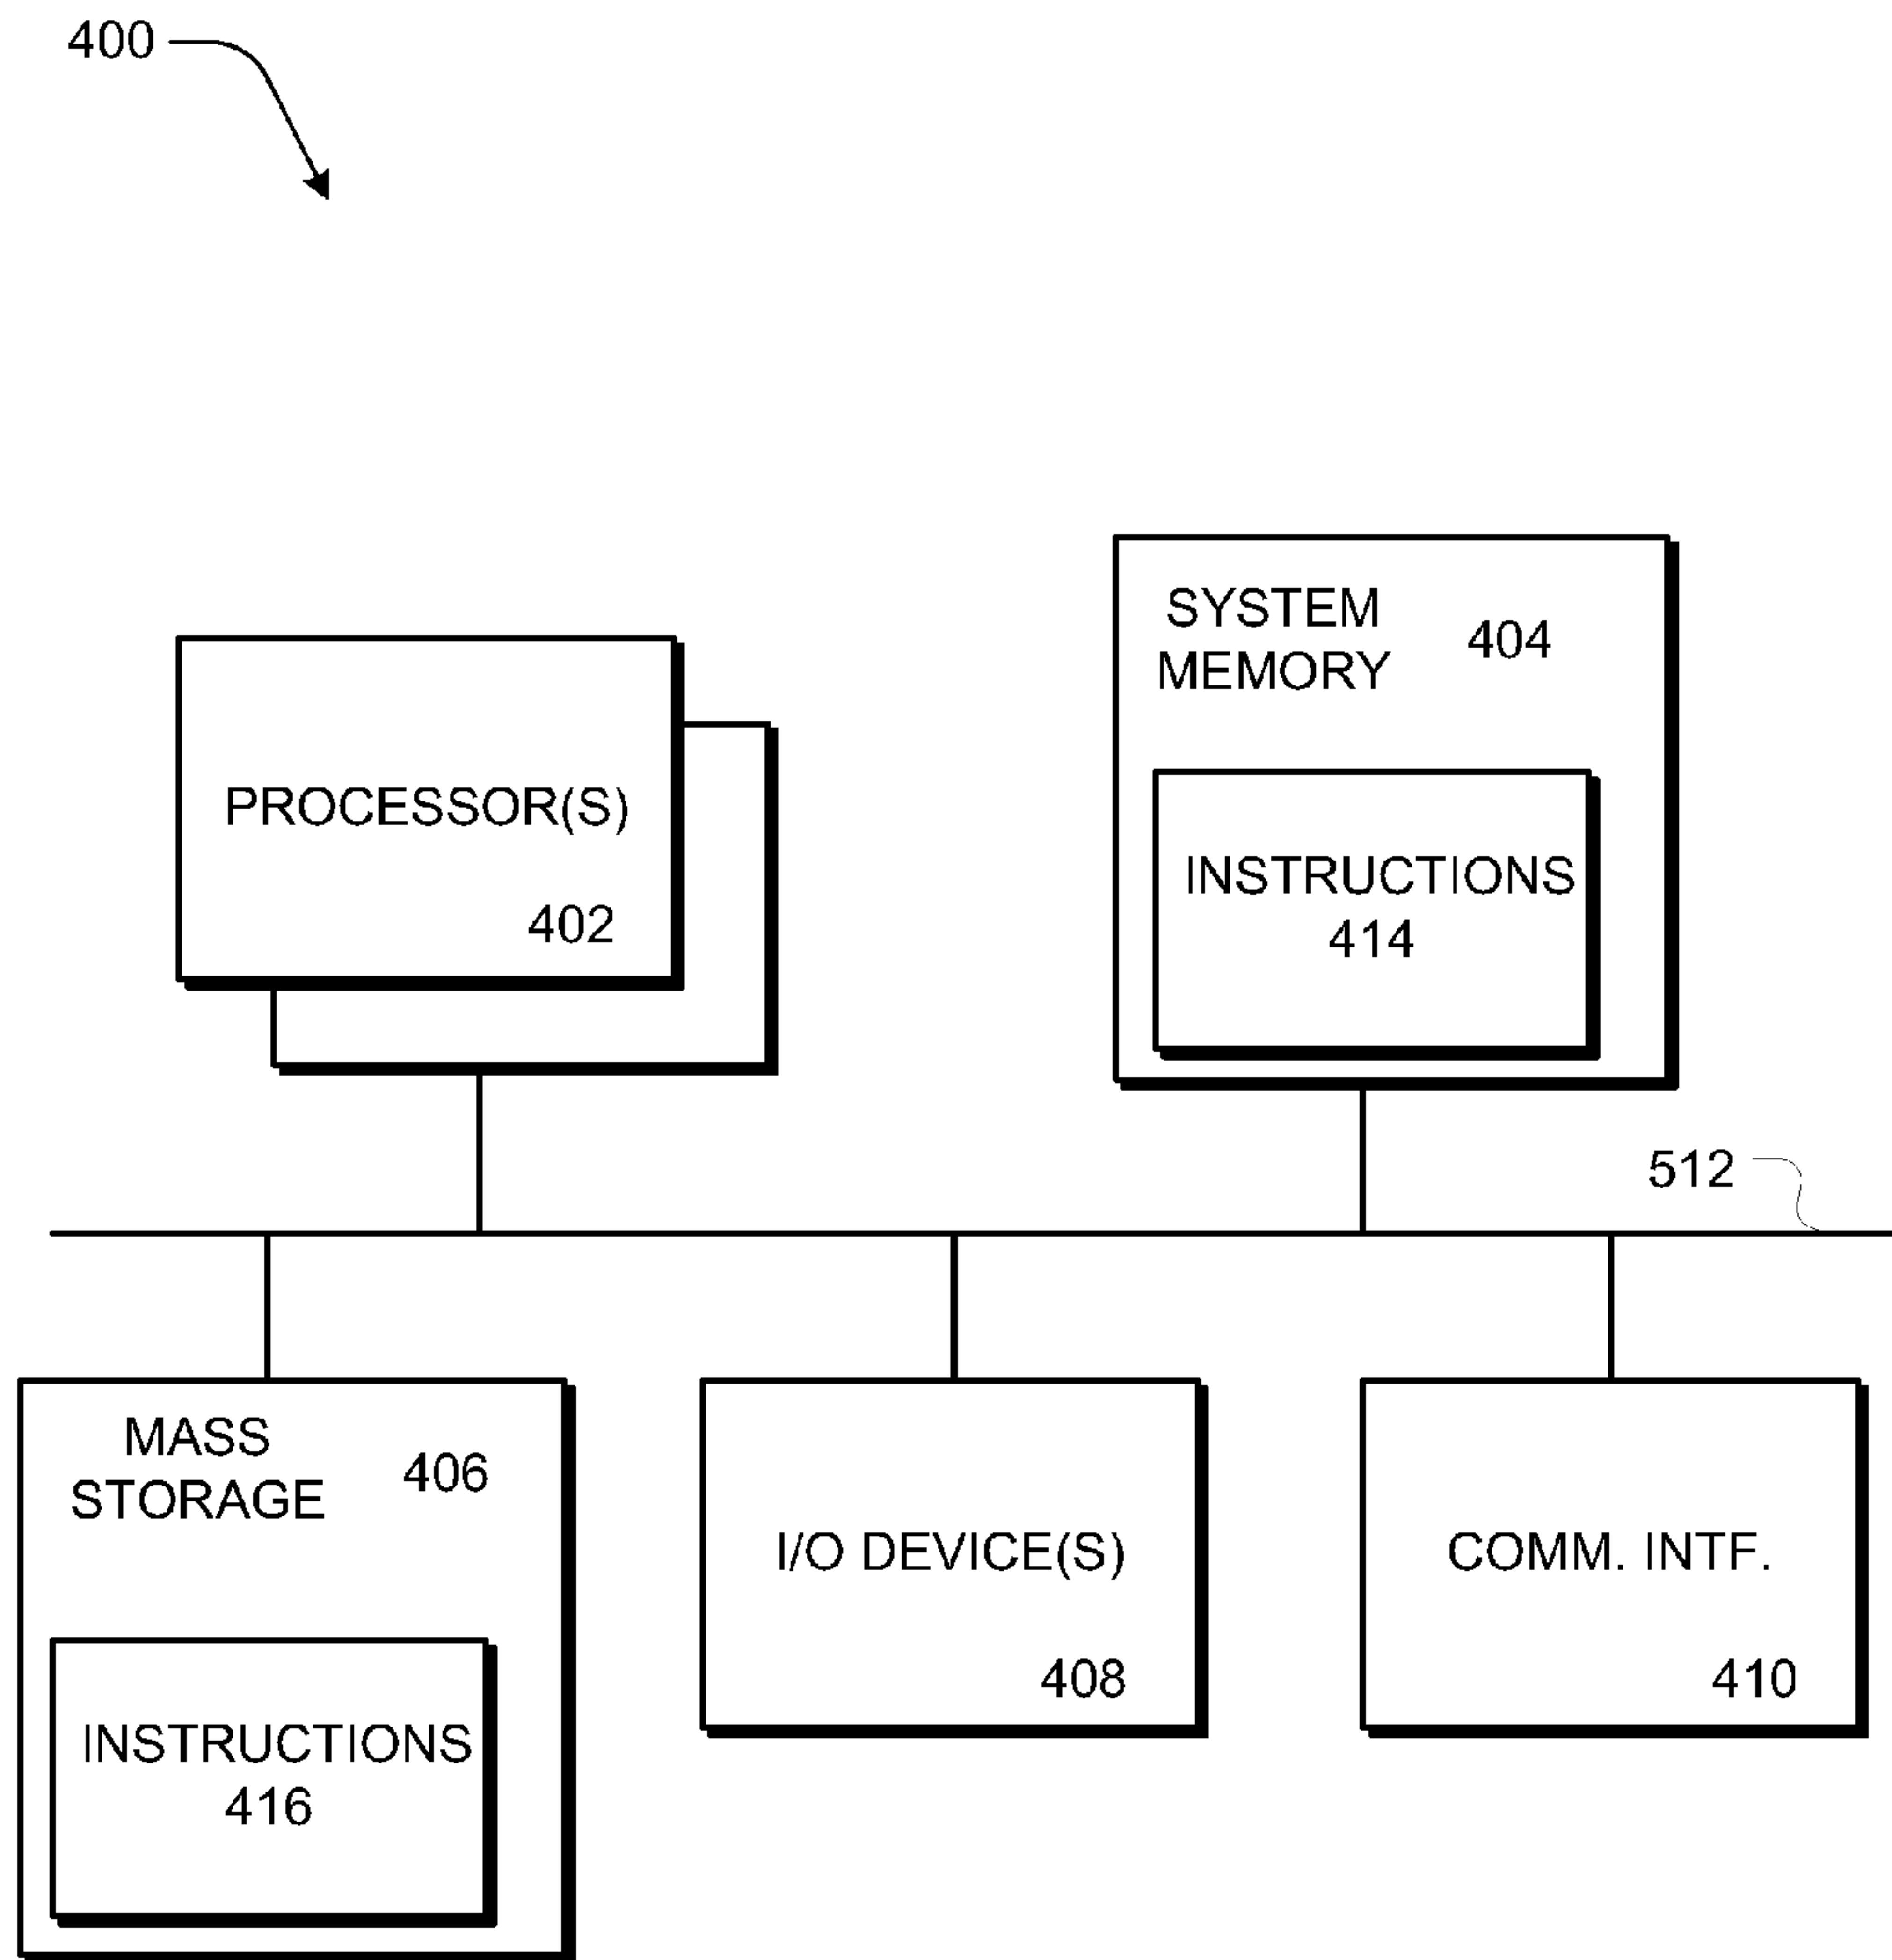 400
SYSTEM
MEMORY
404
PROCESSOR(S)
402
INSTRUCTIONS
414
512
MASS
STORAGE
406
I/O DEVICE(S)
408
COMM. INTF.
410
INSTRUCTIONS
416